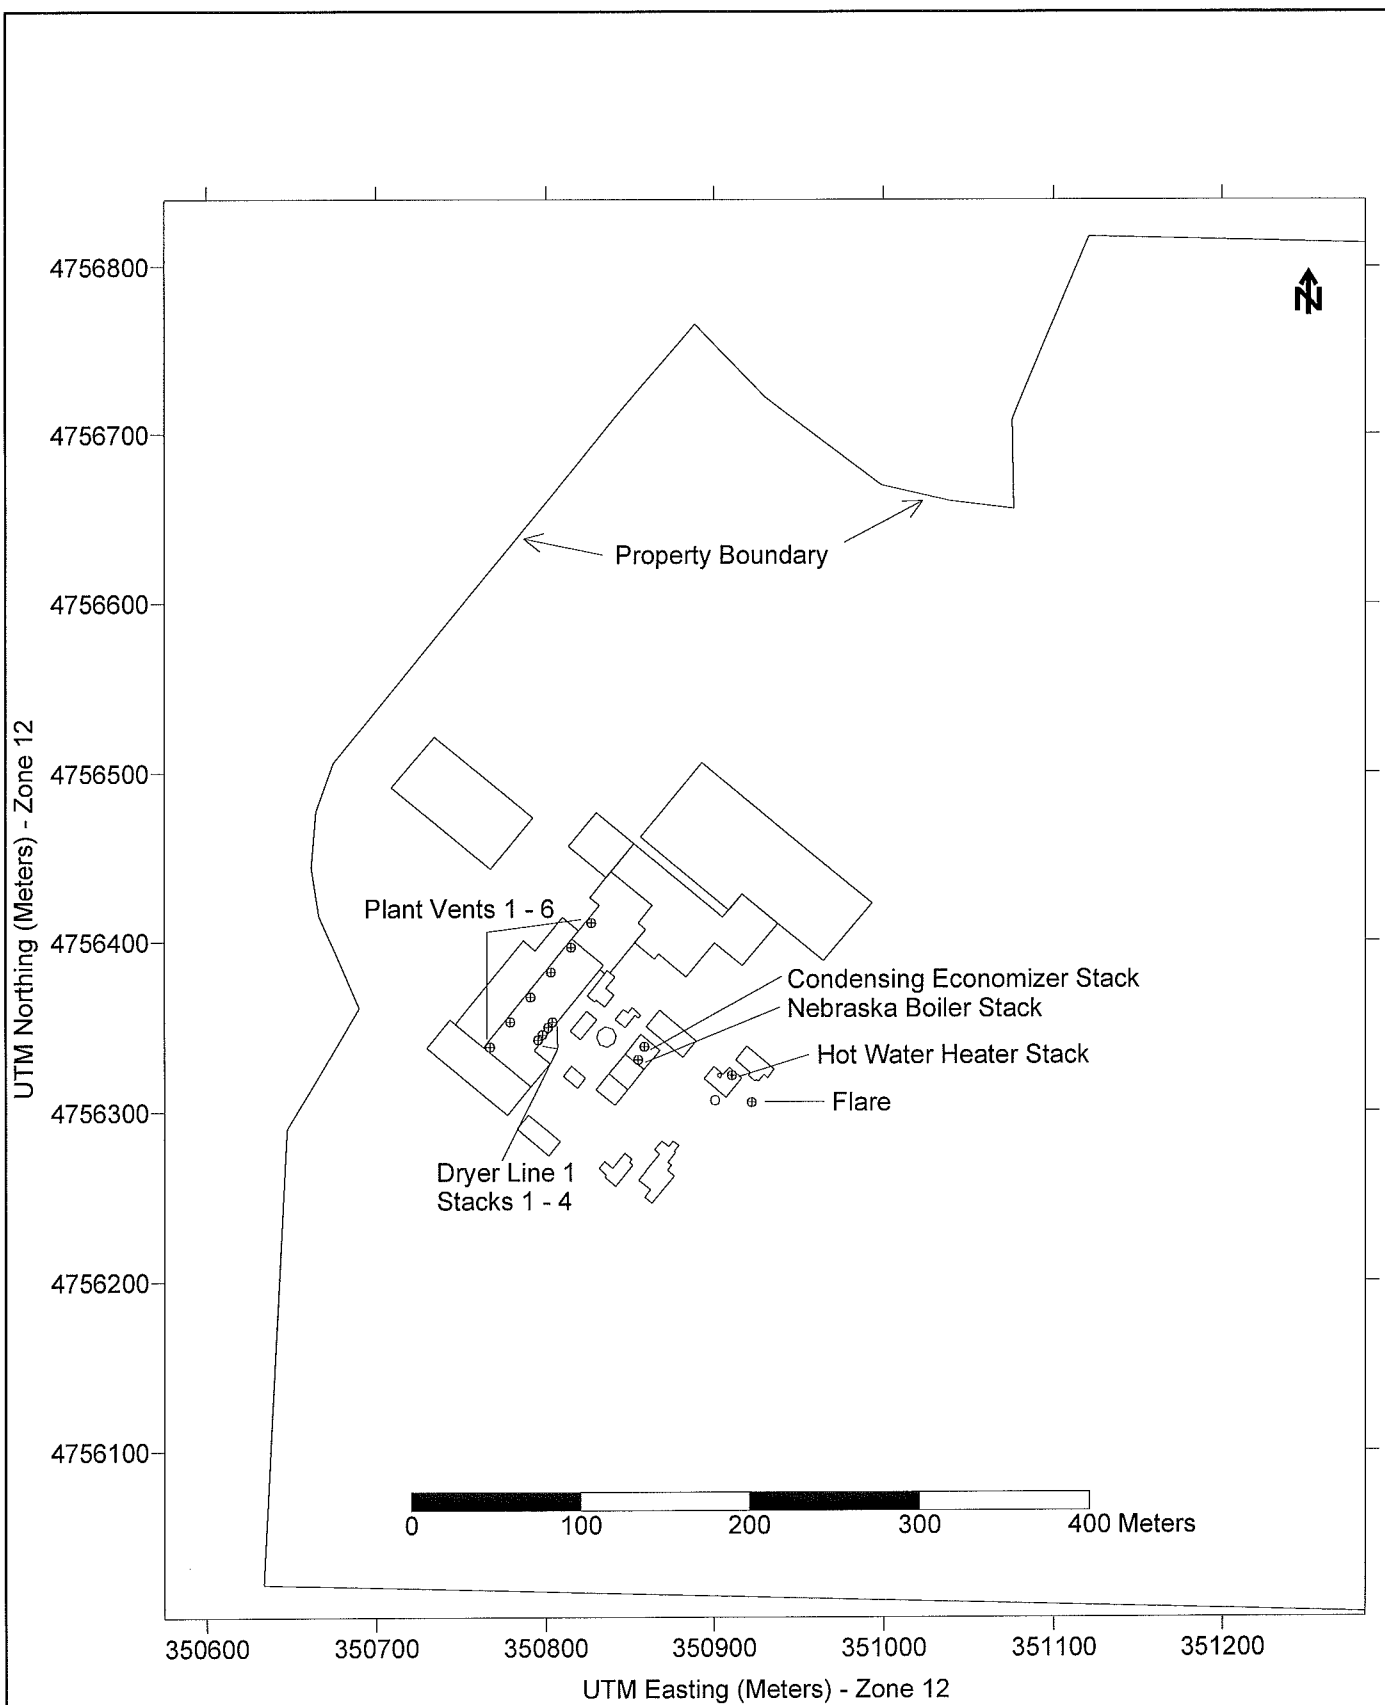 4756800
N
4756700
Property Boundary
4756600
UTM Northing (Meters) - Zone 12
4756500
Plant Vents 1 - 6
4756400
Condensing Economizer Stack
Nebraska Boiler Stack
Hot Water Heater Stack
4756300
Flare
Dryer Line 1
Stacks 1 - 4
4756200
4756100
0 100 200 300 400 Meters
350600 350700 350800 350900 351000 351100 351200
UTM Easting (Meters) - Zone 12